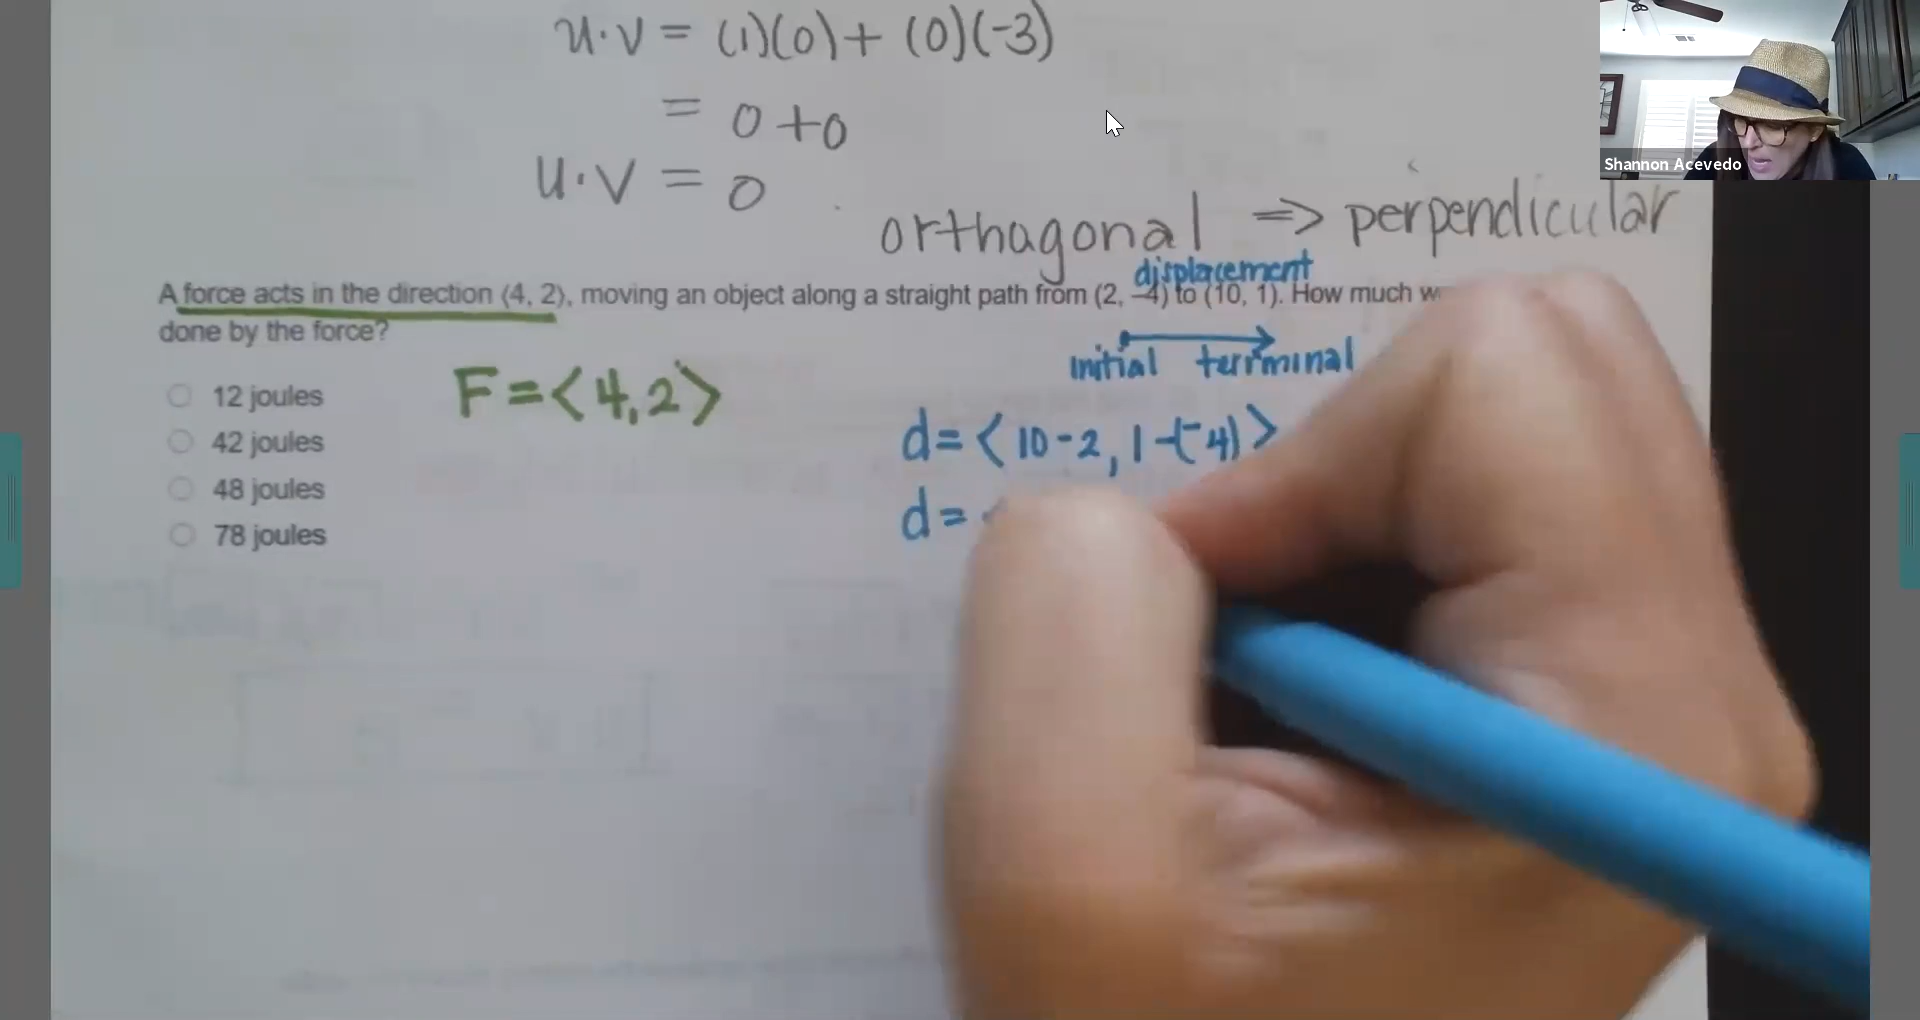 u·v = (1)(0) + (0)(-3)
= 0 + 0
u·v = 0
Shannon Acevedo
orthagonal => perpendicular
displacement
A force acts in the direction ⟨4, 2⟩, moving an object along a straight path from (2, –4) to (10, 1). How much
done by the force?
initial terminal
12 joules
F = <4,2>
42 joules
d = <10-2, 1-(-4)>
48 joules
d = <
78 joules